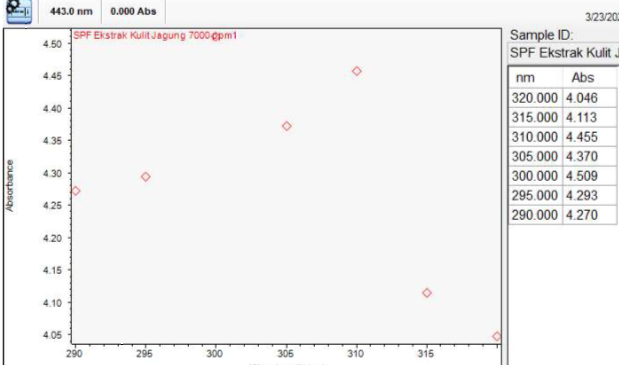 443.0 nm 0.000 Abs
3/23/202
SPF Ekstrak Kulit Jagung 7000 ppm1
Sample ID:
SPF Ekstrak Kulit J
nm Abs
320.000 4.046
315.000 4.113
310.000 4.455
305.000 4.370
300.000 4.509
295.000 4.293
290.000 4.270
Absorbance
4.50
4.45
4.40
4.35
4.30
4.25
4.20
4.15
4.10
4.05
290 295 300 305 310 315